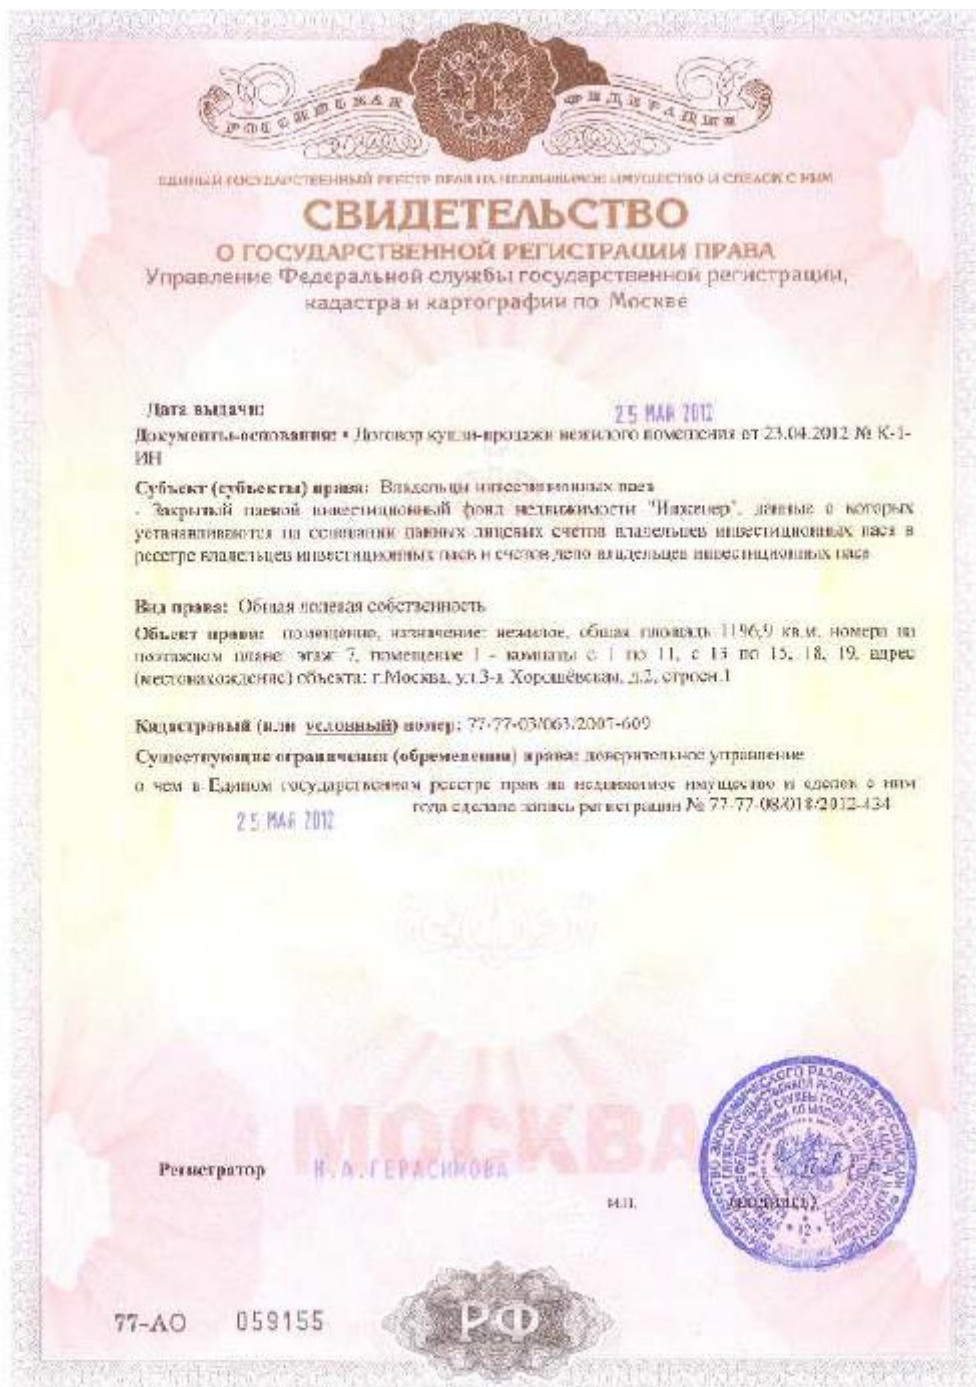 РОССИЙСКАЯ ФЕДЕРАЦИЯ
ЕДИНЫЙ ГОСУДАРСТВЕННЫЙ РЕЕСТР ПРАВ НА НЕДВИЖИМОЕ ИМУЩЕСТВО И СДЕЛОК С НИМ
СВИДЕТЕЛЬСТВО
О ГОСУДАРСТВЕННОЙ РЕГИСТРАЦИИ ПРАВА
Управление Федеральной службы государственной регистрации,
кадастра и картографии по Москве
Дата выдачи: 25 МАЯ 2012
Документы-основания: • Договор купли-продажи нежилого помещения от 23.04.2012 № К-1-
ИН
Субъект (субъекты) права: Владельцы инвестиционных паев
- Закрытый паевой инвестиционный фонд недвижимости "Инженер", данные о которых
устанавливаются на основании данных лицевых счетов владельцев инвестиционных паев в
реестре владельцев инвестиционных паев и счетов депо владельцев инвестиционных паев
Вид права: Общая долевая собственность
Объект права: помещение, назначение: нежилое, общая площадь 1196,9 кв.м, номера на
поэтажном плане: этаж 7, помещение I - комнаты с 1 по 11, с 13 по 15, 18, 19, адрес
(местонахождение) объекта: г.Москва, ул.3-я Хорошёвская, д.2, строен.1
Кадастровый (или условный) номер: 77-77-03/063/2007-609
Существующие ограничения (обременения) права: доверительное управление
о чем в Едином государственном реестре прав на недвижимое имущество и сделок с ним
25 МАЯ 2012 года сделана запись регистрации № 77-77-08/018/2012-434
МОСКВА
Регистратор Н.А.ГЕРАСИМОВА
м.п. (подпись)
77-АО 059155
РФ